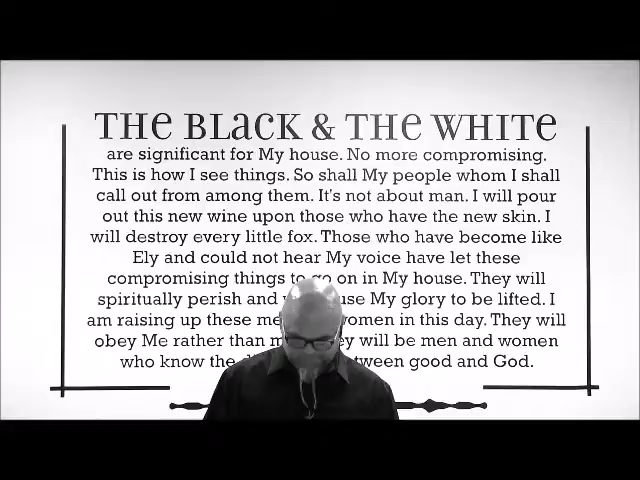 THE BLACK & THE WHITE
are significant for My house. No more compromising.
This is how I see things. So shall My people whom I shall
call out from among them. It's not about man. I will pour
out this new wine upon those who have the new skin. I
will destroy every little fox. Those who have become like
Ely and could not hear My voice have let these
compromising things to go on in My house. They will
spiritually perish and use My glory to be lifted. I
am raising up these me women in this day. They will
obey Me rather than m ey will be men and women
who know the d tween good and God.